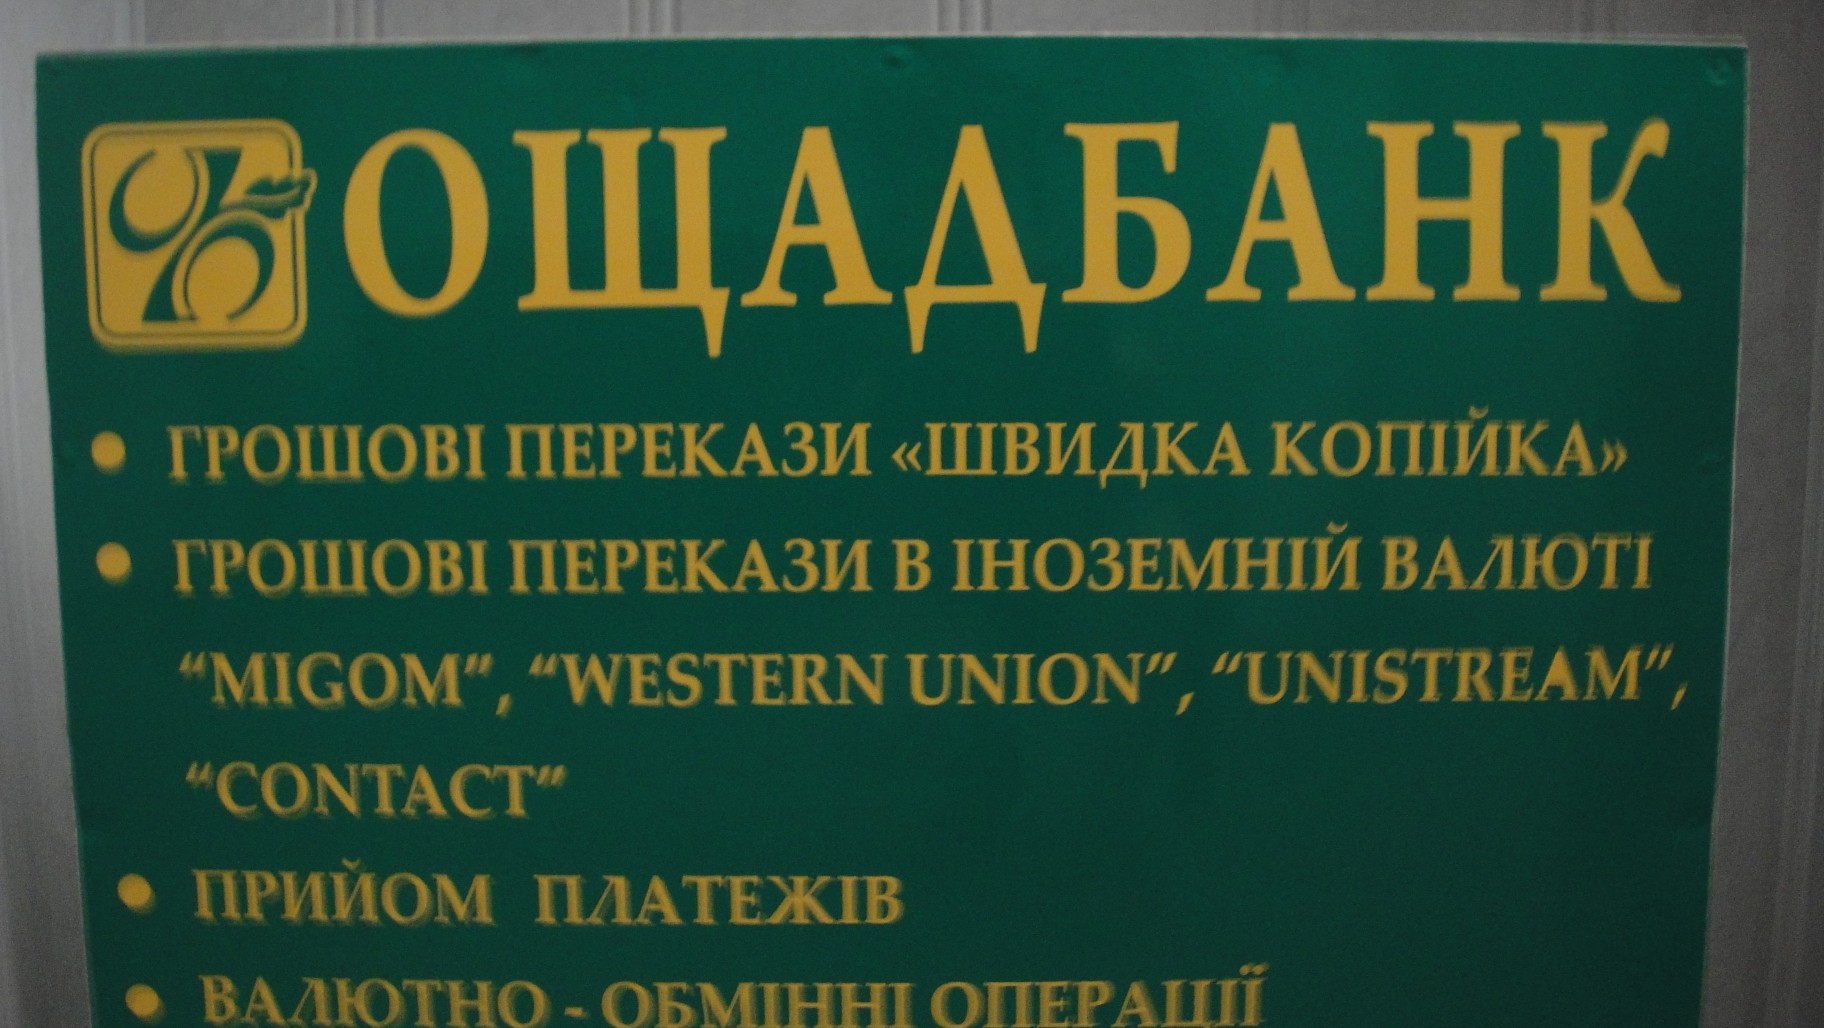 ОЩАДБАНК
• ГРОШОВІ ПЕРЕКАЗИ «ШВИДКА КОПІЙКА»
• ГРОШОВІ ПЕРЕКАЗИ В ІНОЗЕМНІЙ ВАЛЮТІ
“MIGOM”, “WESTERN UNION”, “UNISTREAM”,
“CONTACT”
• ПРИЙОМ ПЛАТЕЖІВ
• ВАЛЮТНО - ОБМІННІ ОПЕРАЦІЇ